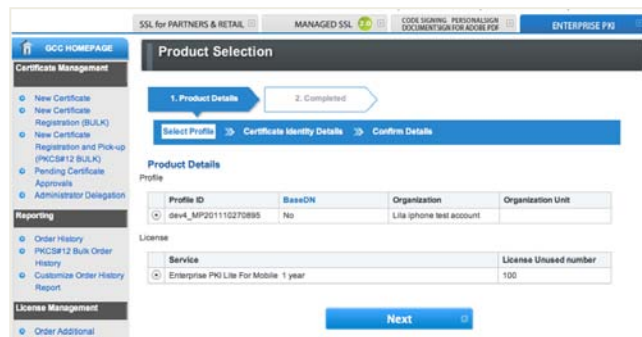 SSL for PARTNERS & RETAIL
MANAGED SSL 2.0
CODE SIGNING PERSONALSIGN
DOCUMENTSIGN FOR ADOBE PDF
ENTERPRISE PKI
GCC HOMEPAGE
Certificate Management
New Certificate
New Certificate
Registration (BULK)
New Certificate
Registration and Pick-up
(PKCS#12 BULK)
Pending Certificate
Approvals
Administrator Delegation
Reporting
Order History
PKCS#12 Bulk Order
History
Customize Order History
Report
License Management
Order Additional
Product Selection
1. Product Details
2. Completed
Select Profile
Certificate Identity Details
Confirm Details
Product Details
Profile
Profile ID BaseDN Organization Organization Unit
dev4_MP201110270895 No Lila iphone test account
License
Service License Unused number
Enterprise PKI Lite For Mobile 1 year 100
Next